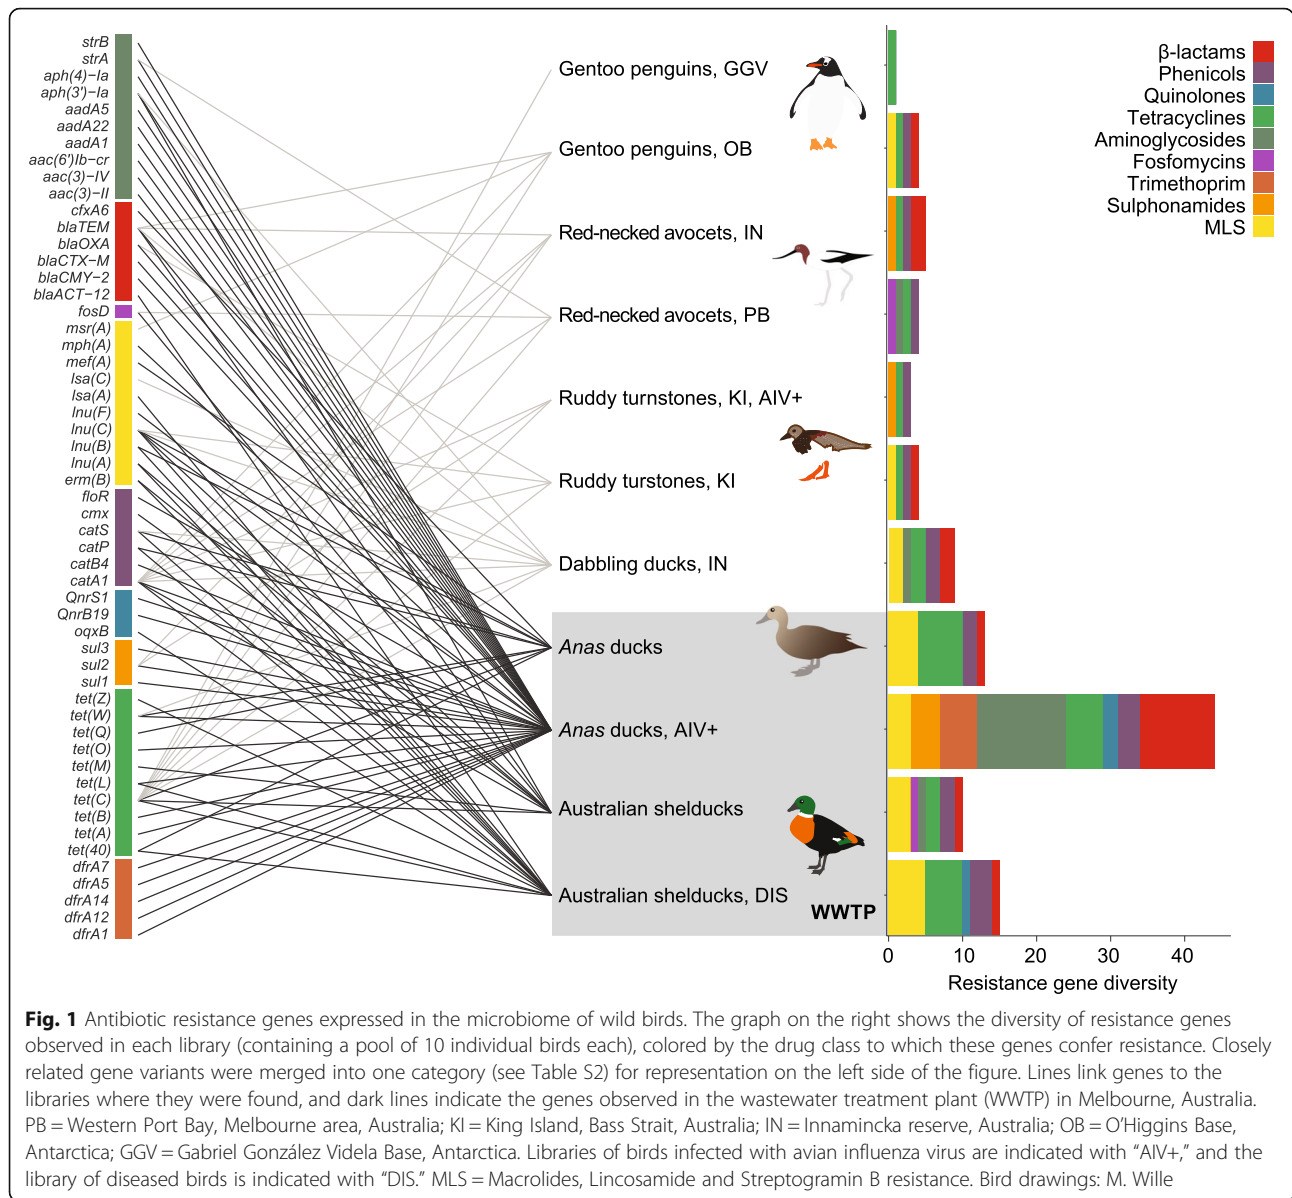 strB
strA
aph(4)−Ia
aph(3')−Ia
aadA5
aadA22
aadA1
aac(6')Ib−cr
aac(3)−IV
aac(3)−II
cfxA6
blaTEM
blaOXA
blaCTX−M
blaCMY−2
blaACT−12
fosD
msr(A)
mph(A)
mef(A)
lsa(C)
lsa(A)
lnu(F)
lnu(C)
lnu(B)
lnu(A)
erm(B)
floR
cmx
catS
catP
catB4
catA1
QnrS1
QnrB19
oqxB
sul3
sul2
sul1
tet(Z)
tet(W)
tet(Q)
tet(O)
tet(M)
tet(L)
tet(C)
tet(B)
tet(A)
tet(40)
dfrA7
dfrA5
dfrA14
dfrA12
dfrA1
Gentoo penguins, GGV
Gentoo penguins, OB
Red-necked avocets, IN
Red-necked avocets, PB
Ruddy turnstones, KI, AIV+
Ruddy turstones, KI
Dabbling ducks, IN
Anas ducks
Anas ducks, AIV+
Australian shelducks
Australian shelducks, DIS
WWTP
β-lactams
Phenicols
Quinolones
Tetracyclines
Aminoglycosides
Fosfomycins
Trimethoprim
Sulphonamides
MLS
0 10 20 30 40
Resistance gene diversity
Fig. 1 Antibiotic resistance genes expressed in the microbiome of wild birds. The graph on the right shows the diversity of resistance genes
observed in each library (containing a pool of 10 individual birds each), colored by the drug class to which these genes confer resistance. Closely
related gene variants were merged into one category (see Table S2) for representation on the left side of the figure. Lines link genes to the
libraries where they were found, and dark lines indicate the genes observed in the wastewater treatment plant (WWTP) in Melbourne, Australia.
PB = Western Port Bay, Melbourne area, Australia; KI = King Island, Bass Strait, Australia; IN = Innamincka reserve, Australia; OB = O'Higgins Base,
Antarctica; GGV = Gabriel González Videla Base, Antarctica. Libraries of birds infected with avian influenza virus are indicated with “AIV+,” and the
library of diseased birds is indicated with “DIS.” MLS = Macrolides, Lincosamide and Streptogramin B resistance. Bird drawings: M. Wille